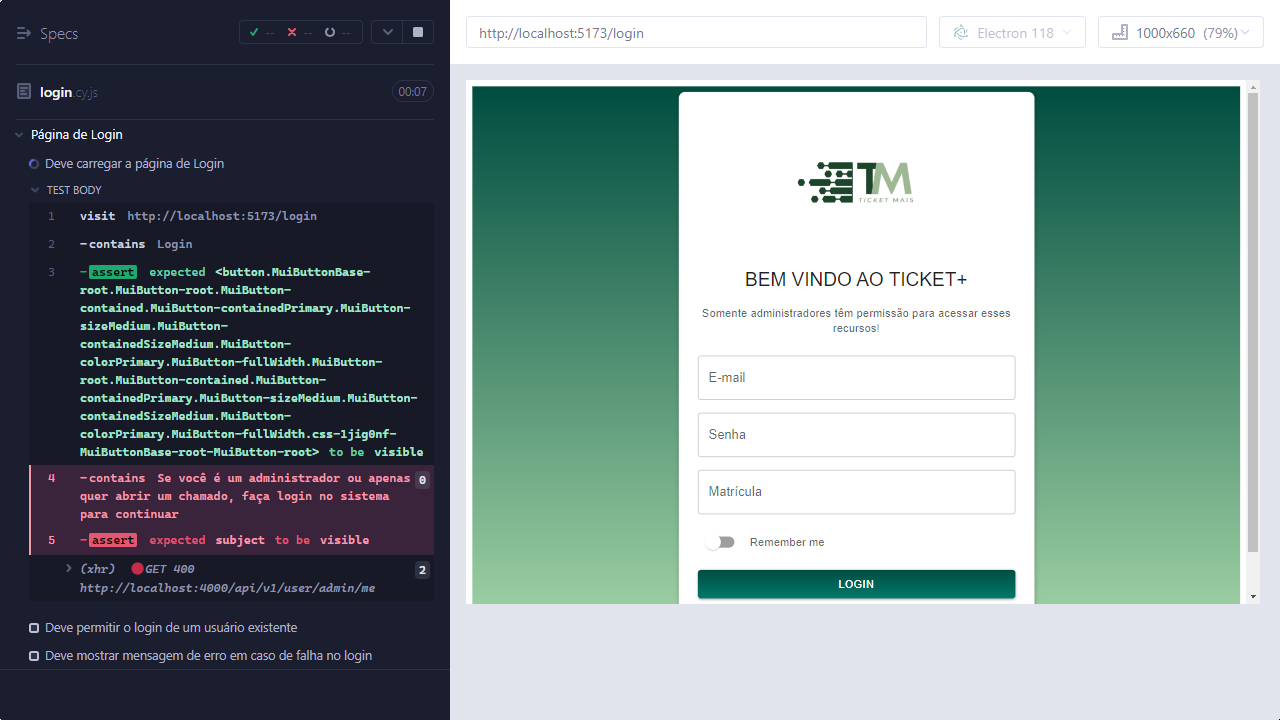 Specs
-- -- --
login.cy.js
00:07
Página de Login
Deve carregar a página de Login
TEST BODY
1 visit http://localhost:5173/login
2 -contains Login
3 -assert expected <button.MuiButtonBase-
root.MuiButton-root.MuiButton-
contained.MuiButton-containedPrimary.MuiButton-
sizeMedium.MuiButton-
containedSizeMedium.MuiButton-
colorPrimary.MuiButton-fullWidth.MuiButton-
root.MuiButton-contained.MuiButton-
containedPrimary.MuiButton-sizeMedium.MuiButton-
containedSizeMedium.MuiButton-
colorPrimary.MuiButton-fullWidth.css-1jig0nf-
MuiButtonBase-root-MuiButton-root> to be visible
4 -contains Se você é um administrador ou apenas 0
quer abrir um chamado, faça login no sistema
para continuar
5 -assert expected subject to be visible
(xhr) GET 400 2
http://localhost:4000/api/v1/user/admin/me
Deve permitir o login de um usuário existente
Deve mostrar mensagem de erro em caso de falha no login
http://localhost:5173/login
Electron 118
1000x660 (79%)
TM
TICKET MAIS
BEM VINDO AO TICKET+
Somente administradores têm permissão para acessar esses
recursos!
E-mail
Senha
Matrícula
Remember me
LOGIN